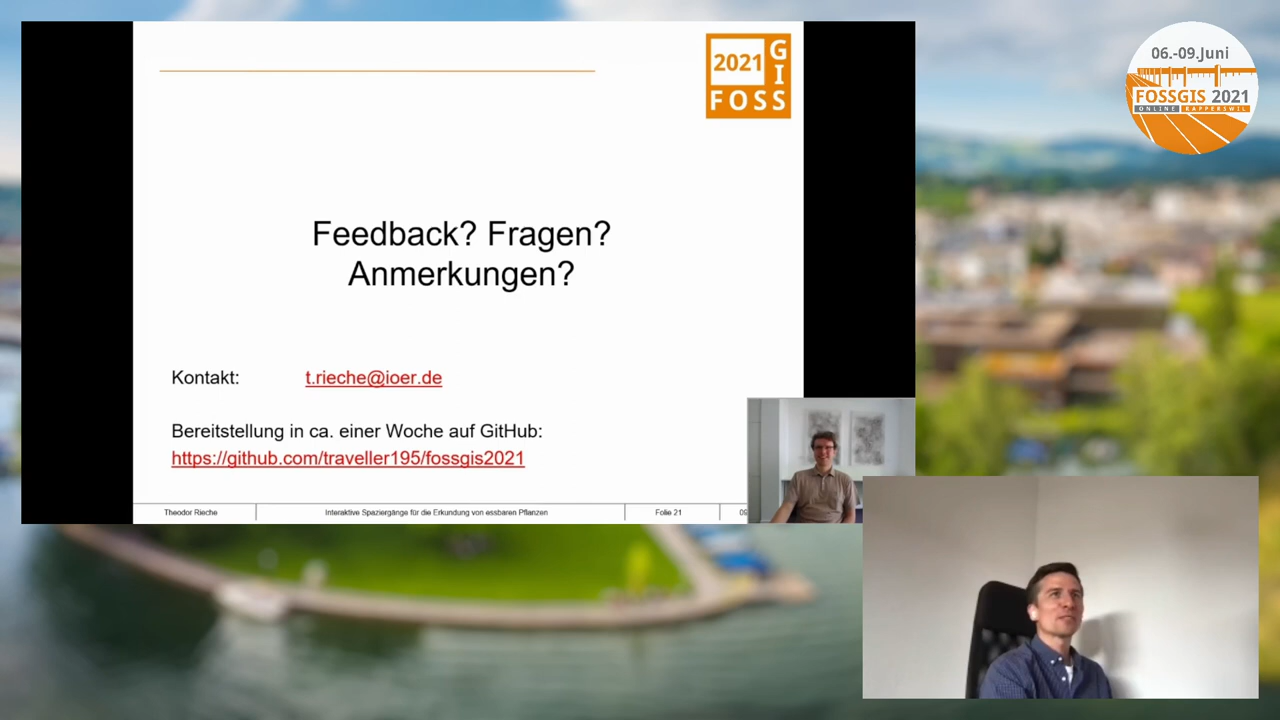 2021 G
I
FOSS
06.-09.Juni
FOSSGIS 2021
ONLINE RAPPERSWIL
Feedback? Fragen?
Anmerkungen?
Kontakt: t.rieche@ioer.de
Bereitstellung in ca. einer Woche auf GitHub:
https://github.com/traveller195/fossgis2021
Theodor Rieche Interaktive Spaziergänge für die Erkundung von essbaren Pflanzen Folie 21 09